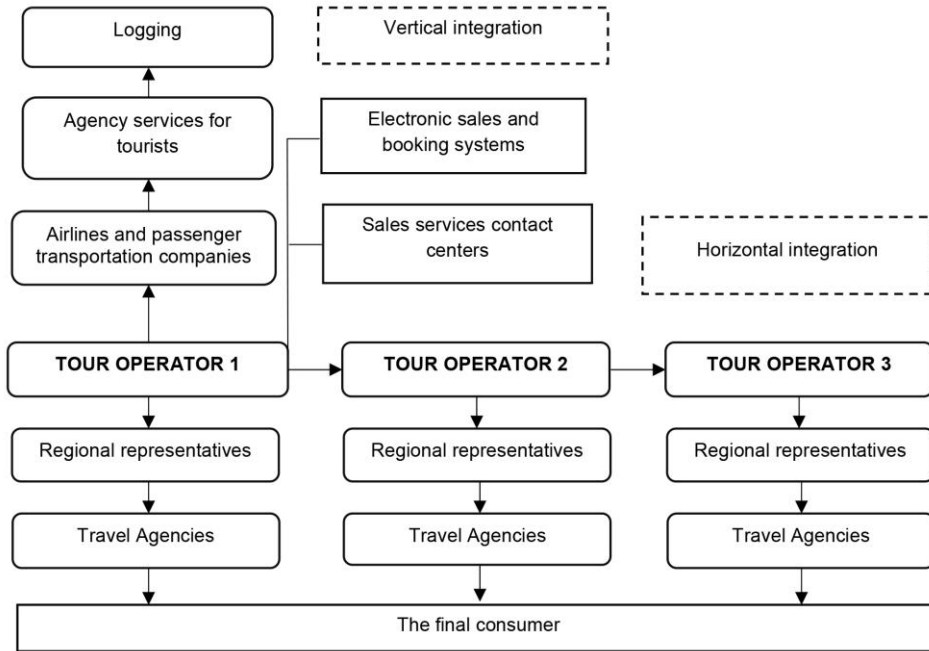 Logging
Vertical integration
Agency services for
tourists
Electronic sales and
booking systems
Airlines and passenger
transportation companies
Sales services contact
centers
Horizontal integration
TOUR OPERATOR 1
TOUR OPERATOR 2
TOUR OPERATOR 3
Regional representatives
Regional representatives
Regional representatives
Travel Agencies
Travel Agencies
Travel Agencies
The final consumer